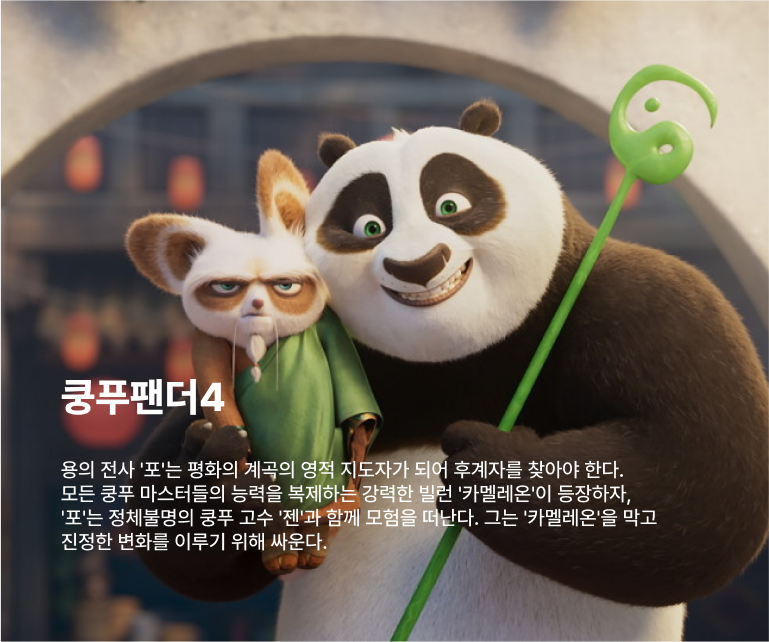 쿵푸팬더4
용의 전사 '포'는 평화의 계곡의 영적 지도자가 되어 후계자를 찾아야 한다.
모든 쿵푸 마스터들의 능력을 복제하는 강력한 빌런 '카멜레온'이 등장하자,
'포'는 정체불명의 쿵푸 고수 '젠'과 함께 모험을 떠난다. 그는 '카멜레온'을 막고
진정한 변화를 이루기 위해 싸운다.